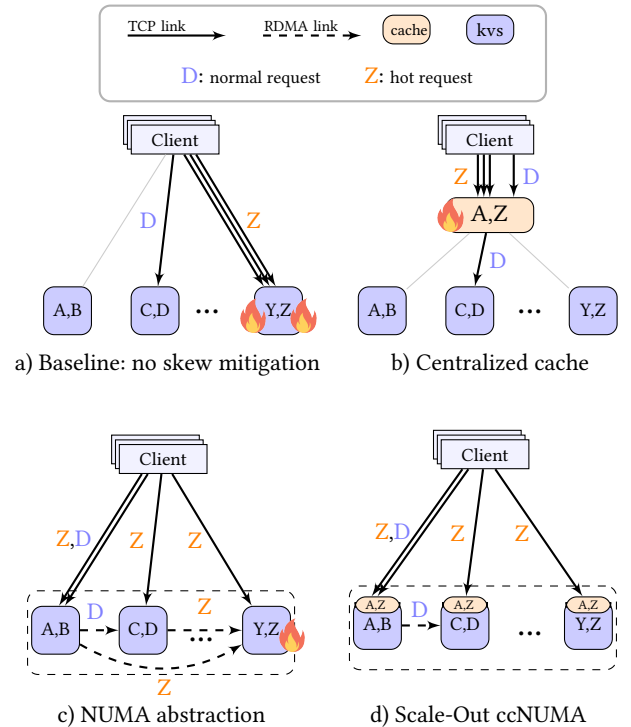 TCP link
RDMA link
cache
kvs
D: normal request
Z: hot request
Client
D
Z
A,B
C,D
...
Y,Z
a) Baseline: no skew mitigation
Client
Z
D
A,Z
D
A,B
C,D
...
Y,Z
b) Centralized cache
Client
Z,D
Z
Z
D
Z
A,B
C,D
...
Y,Z
Z
c) NUMA abstraction
Client
Z,D
Z
Z
A,Z
A,Z
A,Z
D
A,B
C,D
...
Y,Z
d) Scale-Out ccNUMA